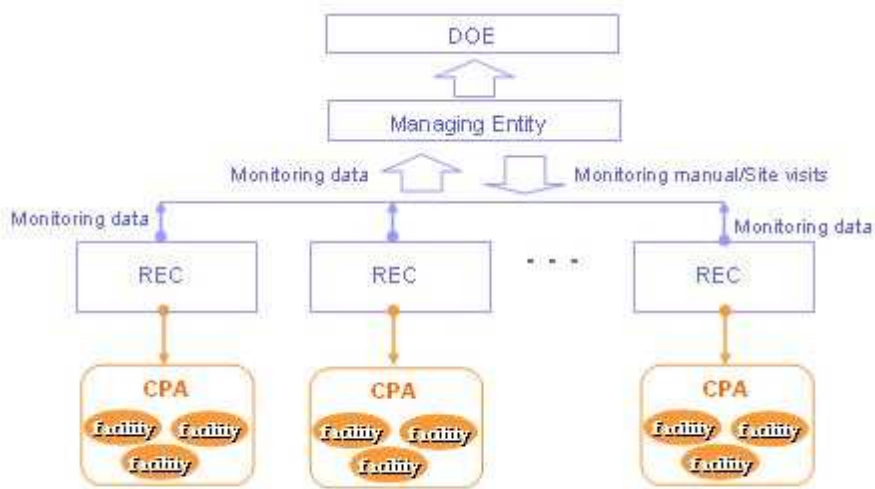 DOE
Managing Entity
Monitoring data
Monitoring manual/Site visits
Monitoring data
Monitoring data
REC
REC
. . .
REC
CPA
CPA
CPA
facility
facility
facility
facility
facility
facility
facility
facility
facility